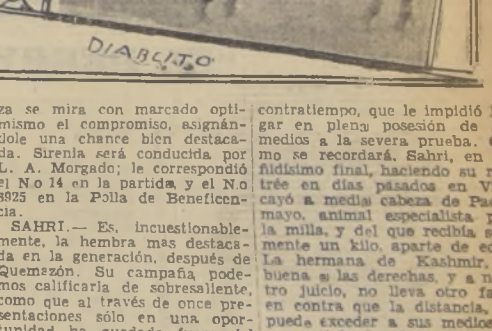 DIABLITO
za se mira con marcado opti-
mismo el compromiso, asignán-
dole una chance bien destaca-
da. Sirenia será conducida por
L. A. Morgado; le correspondió
el N.o 14 en la partida, y el N.o
8925 en la Polla de Beneficen-
cia.
SAHRI.— Es, incuestionable-
mente, la hembra mas destaca-
da en la generación, después de
Quemazón. Su campaña, pode-
mos calificarla de sobresaliente,
como que al través de once pre-
sentaciones sólo en una opor-
contratiempo, que le impidió
gar en plena posesión de
medios a la severa prueba.
mo se recordará, Sahri, en
ñidísimo final, haciendo su
trée en días pasados en V
cayó a media cabeza de Pa
mayo, animal especialista
la milla, y del que recibía s
mente un kilo, aparte de e
La hermana de Kashmir,
buena a las derechas, y a n
tro juicio, no lleva otro fa
en contra que la distancia,
puede exceder a sus medio